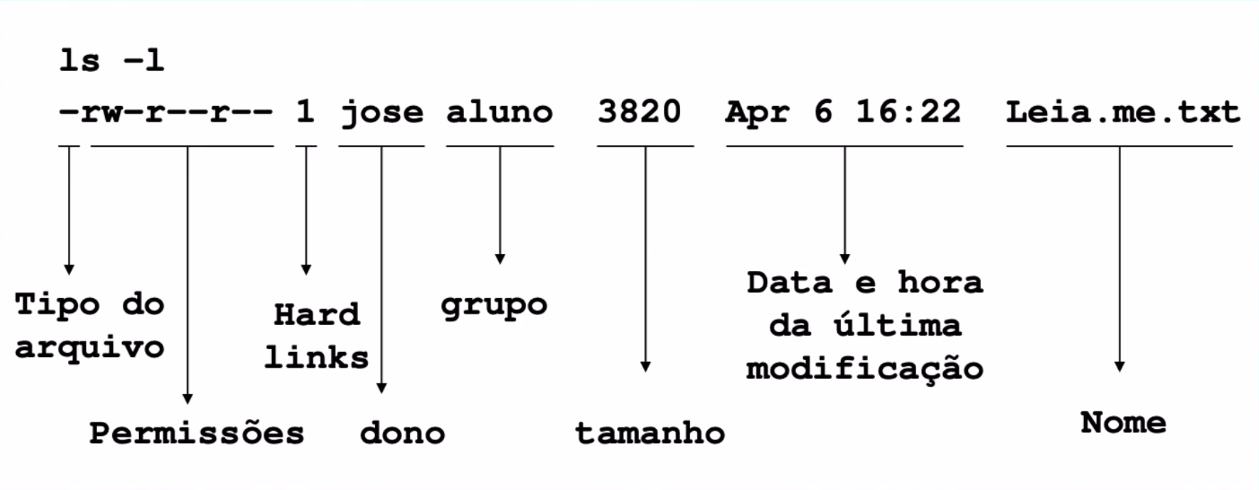 ls -l
-rw-r--r-- 1 jose aluno 3820 Apr 6 16:22 Leia.me.txt
Tipo do
arquivo
Permissões
Hard
links
dono
grupo
tamanho
Data e hora
da última
modificação
Nome